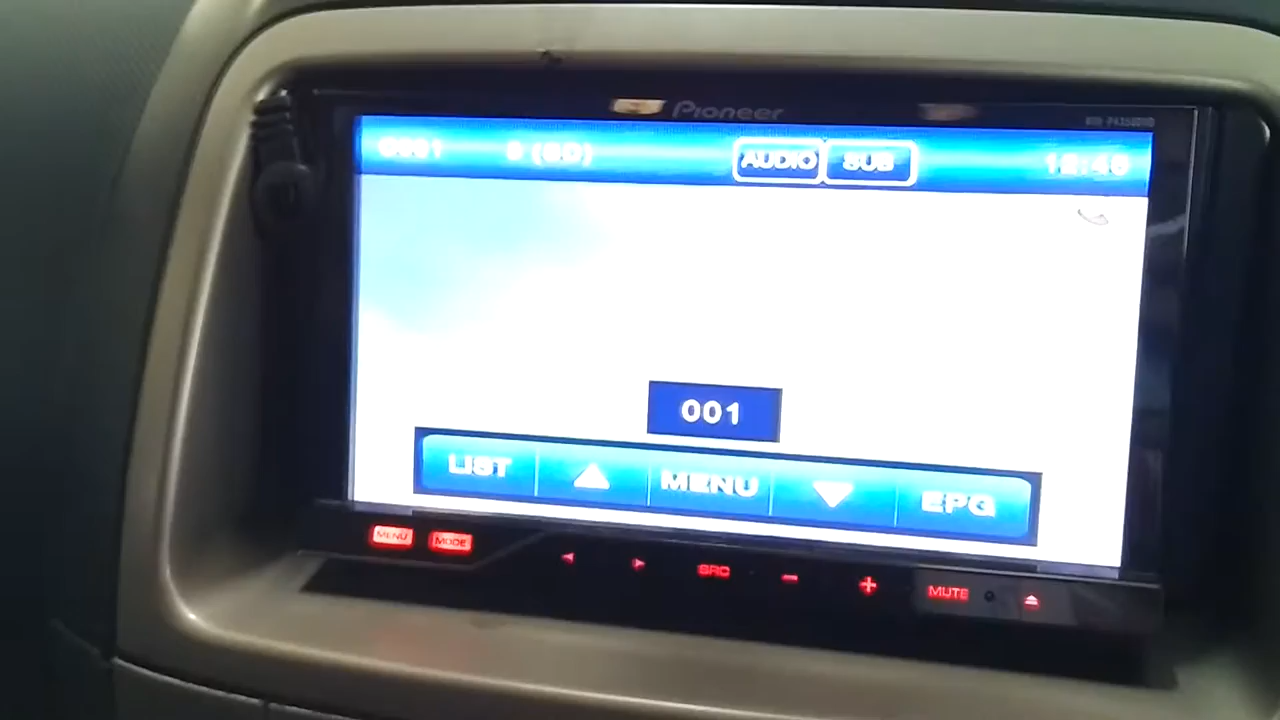 Pioneer
AUDIO SUB
001
LIST MENU EPG
MENU MODE SRC - + MUTE